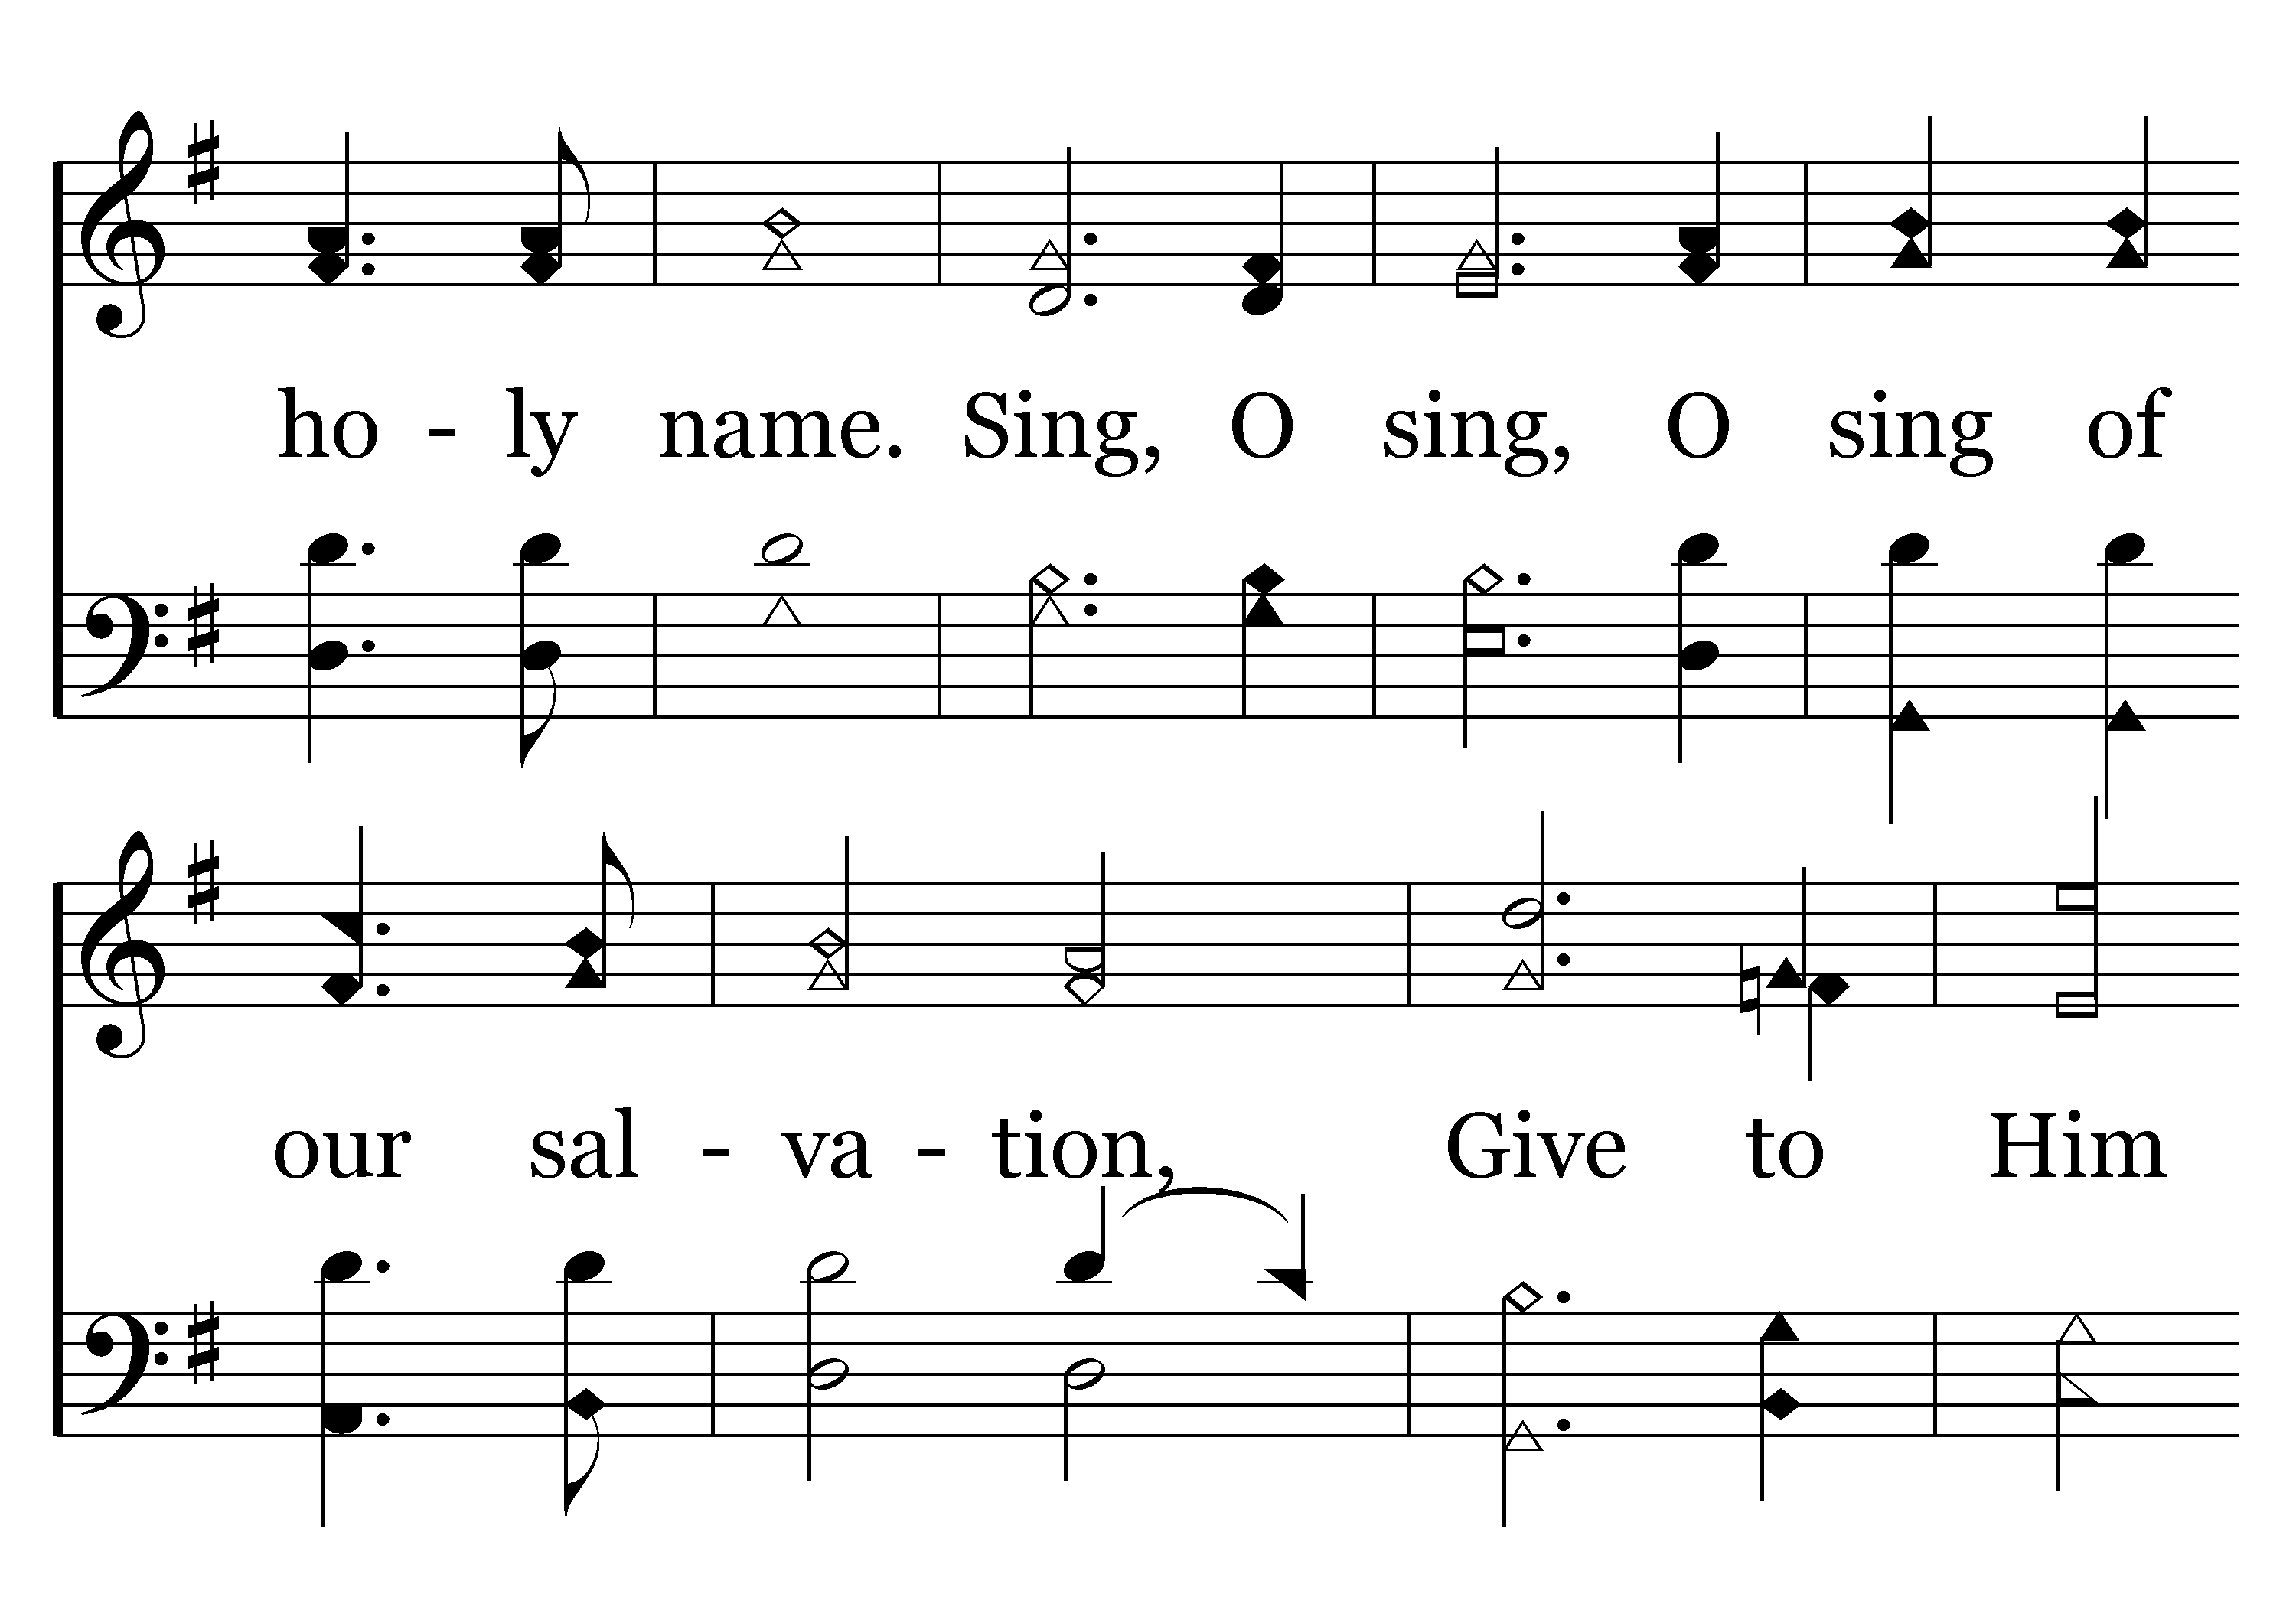 ho - ly name. Sing, O sing, O sing of
our sal - va - tion, Give to Him